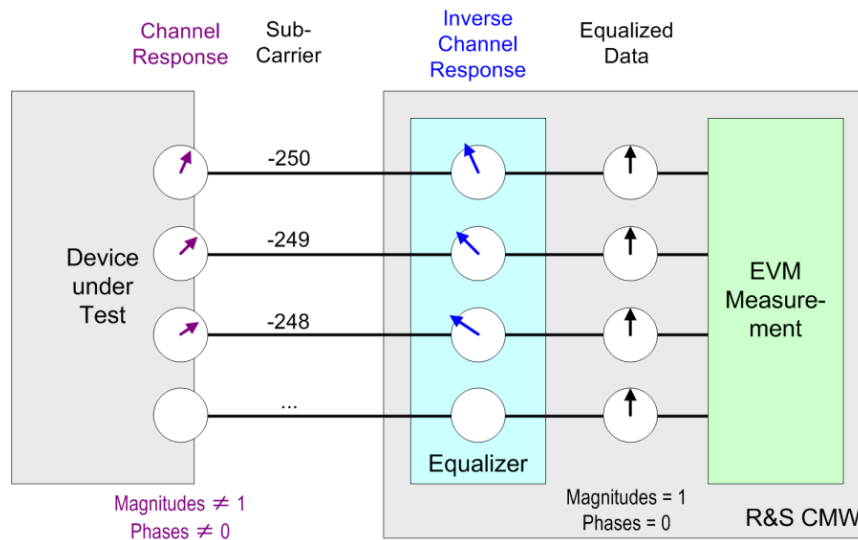 Channel
Response
Sub-
Carrier
Inverse
Channel
Response
Equalized
Data
-250
-249
-248
...
Device
under
Test
EVM
Measure-
ment
Equalizer
Magnitudes ≠ 1
Phases ≠ 0
Magnitudes = 1
Phases = 0
R&S CMW